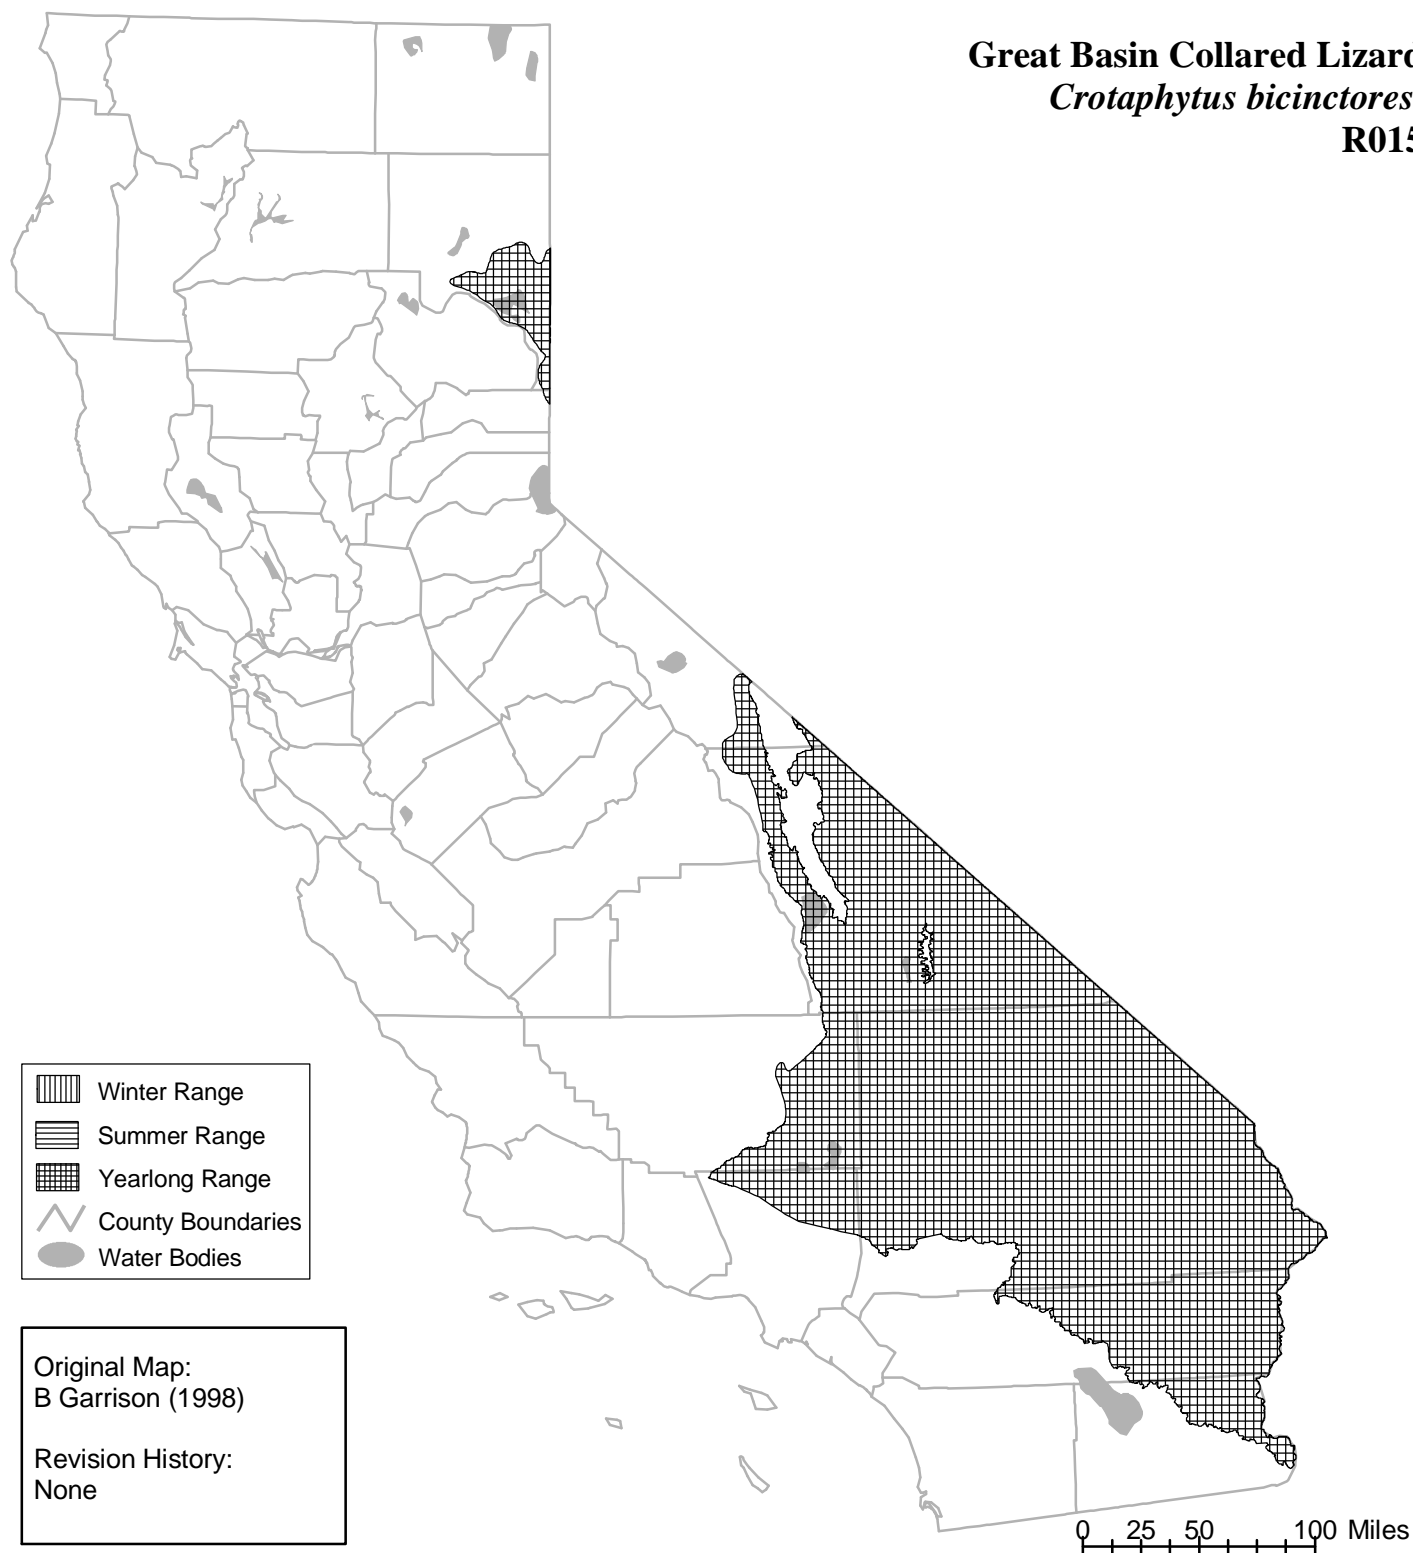 Great Basin Collared Lizard
Crotaphytus bicinctores
R015
Winter Range
Summer Range
Yearlong Range
County Boundaries
Water Bodies
Original Map:
B Garrison (1998)
Revision History:
None
0 25 50 100 Miles